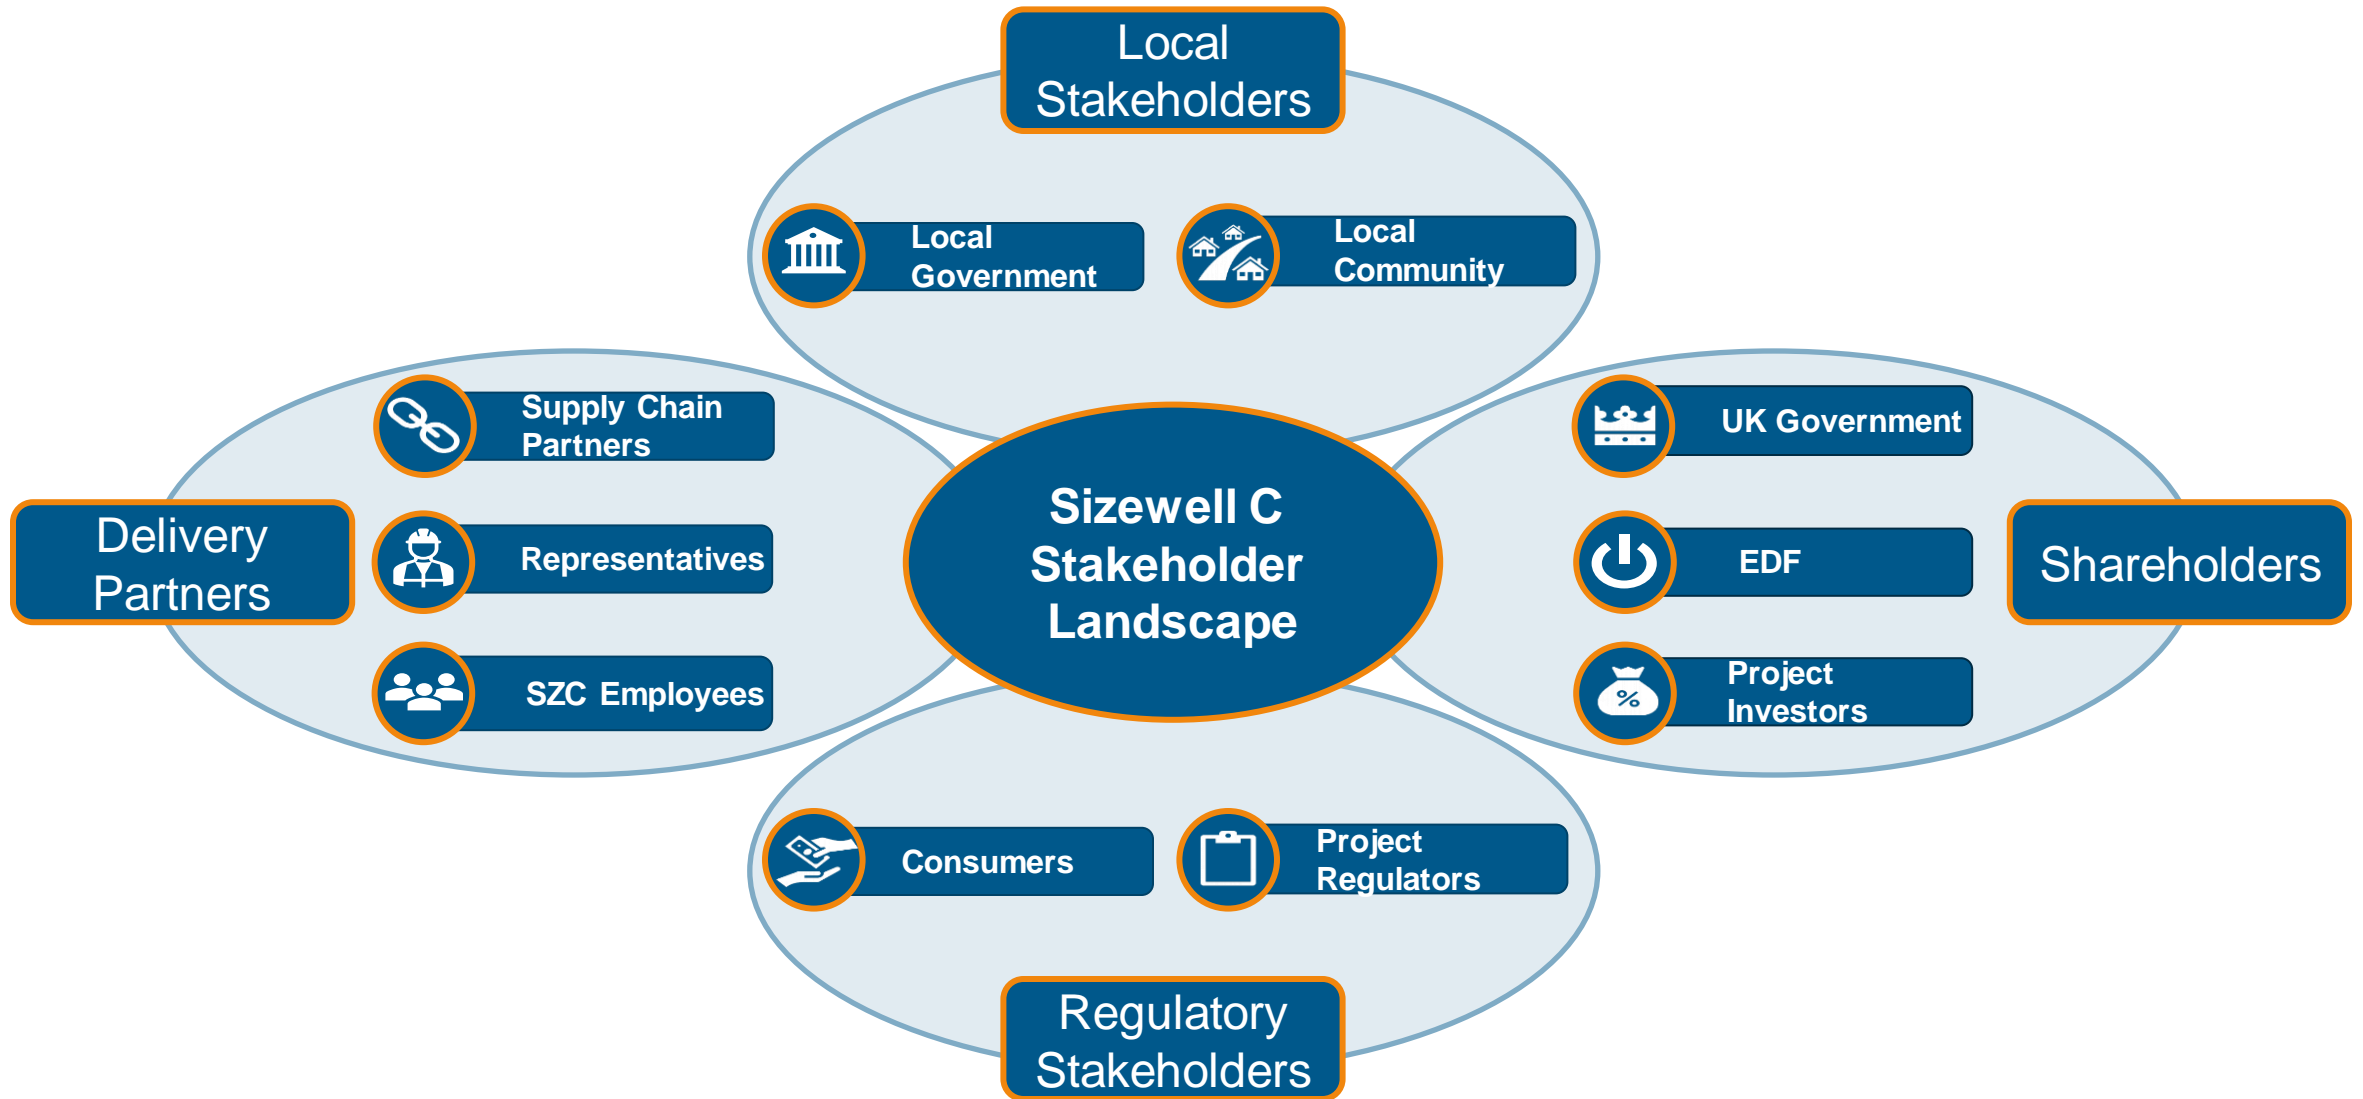 Local
Stakeholders
Local
Government
Local
Community
Supply Chain
Partners
Representatives
SZC Employees
Delivery
Partners
Sizewell C
Stakeholder
Landscape
UK Government
EDF
Project
Investors
%
Shareholders
Consumers
Project
Regulators
Regulatory
Stakeholders